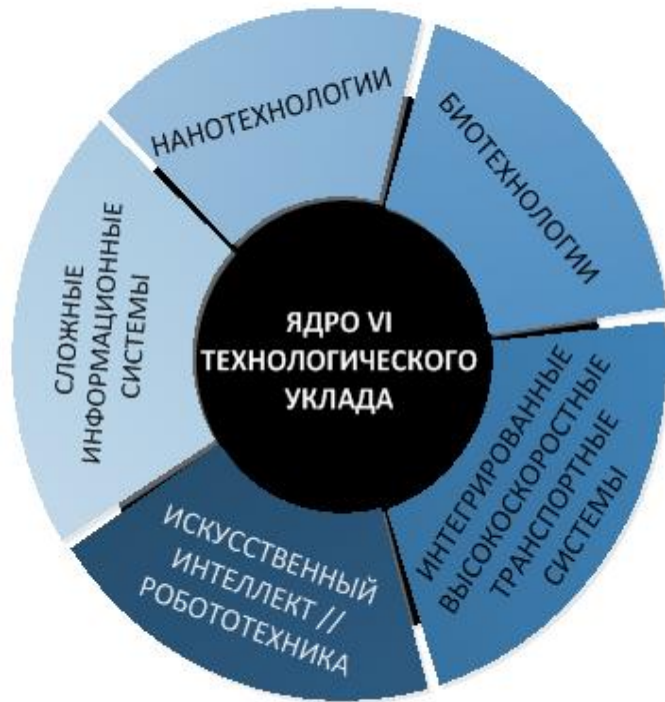 НАНОТЕХНОЛОГИИ
БИОТЕХНОЛОГИИ
ИНТЕГРИРОВАННЫЕ
ВЫСОКОСКОРОСТНЫЕ
ТРАНСПОРТНЫЕ
СИСТЕМЫ
ИСКУССТВЕННЫЙ
ИНТЕЛЛЕКТ //
РОБОТОТЕХНИКА
СЛОЖНЫЕ
ИНФОРМАЦИОННЫЕ
СИСТЕМЫ
ЯДРО VI
ТЕХНОЛОГИЧЕСКОГО
УКЛАДА